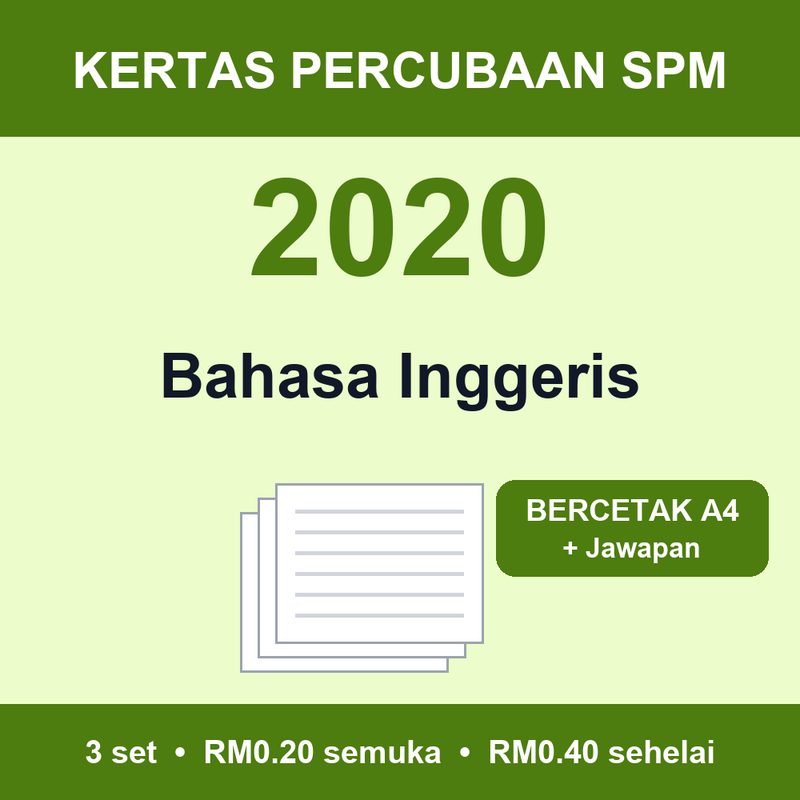 KERTAS PERCUBAAN SPM
2020
Bahasa Inggeris
BERCETAK A4
+ Jawapan
3 set • RM0.20 semuka • RM0.40 sehelai